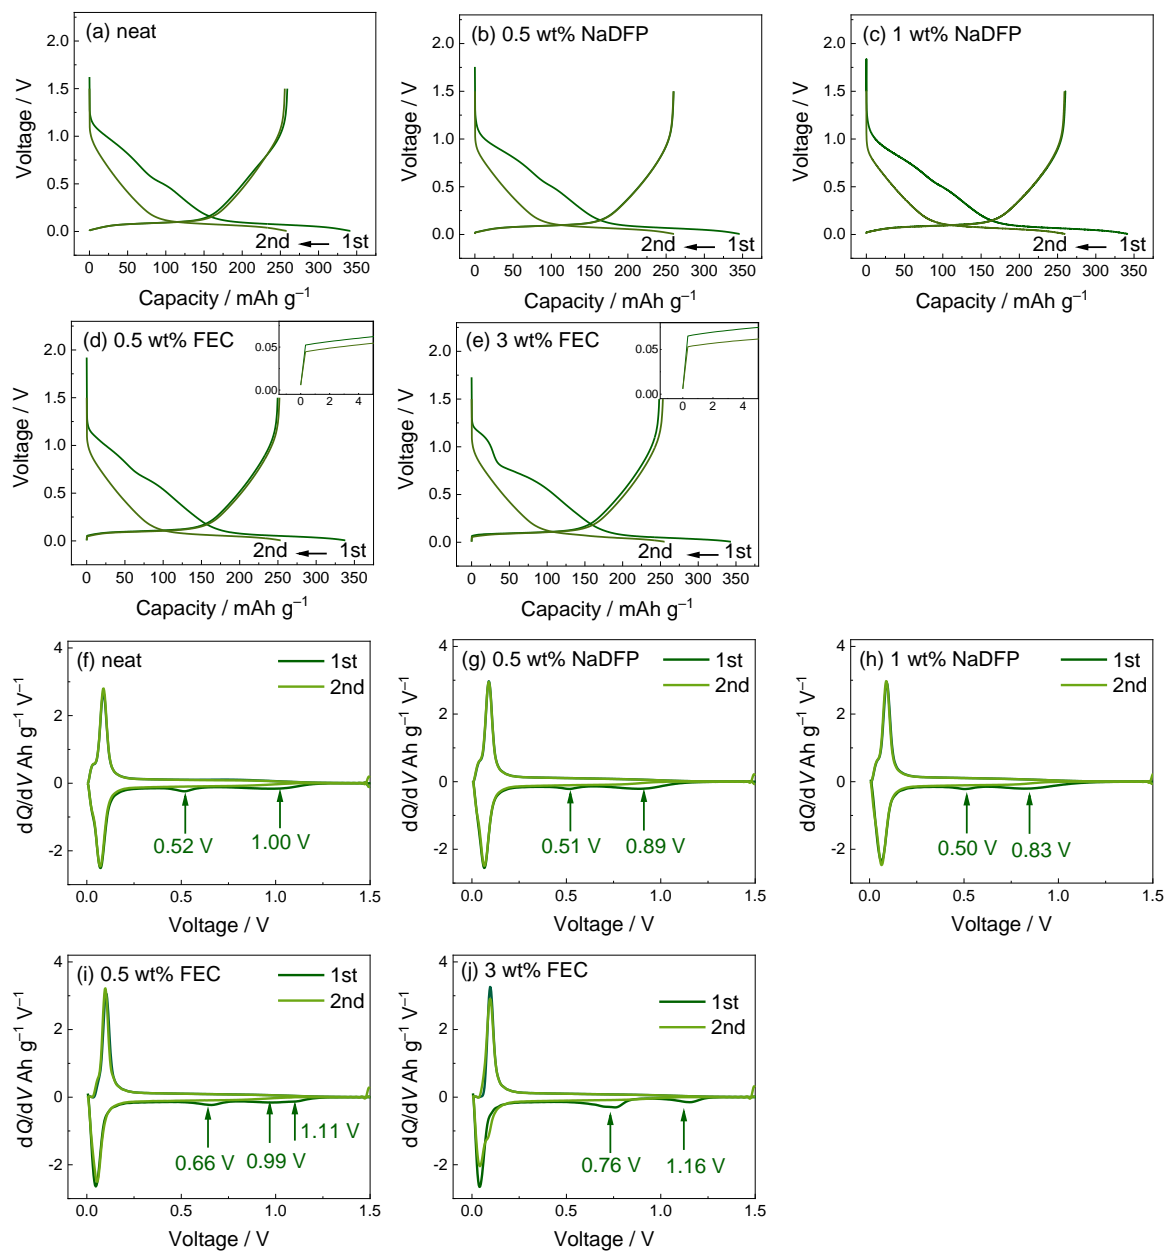 (a) neat
2.0
1.5
1.0
0.5
0.0
Voltage / V
2nd
1st
0 50 100 150 200 250 300 350
Capacity / mAh g⁻¹
(b) 0.5 wt% NaDFP
2.0
1.5
1.0
0.5
0.0
Voltage / V
2nd
1st
0 50 100 150 200 250 300 350
Capacity / mAh g⁻¹
(c) 1 wt% NaDFP
2.0
1.5
1.0
0.5
0.0
Voltage / V
2nd
1st
0 50 100 150 200 250 300 350
Capacity / mAh g⁻¹
(d) 0.5 wt% FEC
0.05
0.00
0 2 4
2.0
1.5
1.0
0.5
0.0
Voltage / V
2nd
1st
0 50 100 150 200 250 300 350
Capacity / mAh g⁻¹
(e) 3 wt% FEC
0.05
0.00
0 2 4
2.0
1.5
1.0
0.5
0.0
Voltage / V
2nd
1st
0 50 100 150 200 250 300 350
Capacity / mAh g⁻¹
(f) neat
1st
2nd
4
2
0
-2
dQ/dV Ah g⁻¹ V⁻¹
0.52 V
1.00 V
0.0 0.5 1.0 1.5
Voltage / V
(g) 0.5 wt% NaDFP
1st
2nd
4
2
0
-2
dQ/dV Ah g⁻¹ V⁻¹
0.51 V
0.89 V
0.0 0.5 1.0 1.5
Voltage / V
(h) 1 wt% NaDFP
1st
2nd
4
2
0
-2
dQ/dV Ah g⁻¹ V⁻¹
0.50 V
0.83 V
0.0 0.5 1.0 1.5
Voltage / V
(i) 0.5 wt% FEC
1st
2nd
4
2
0
-2
dQ/dV Ah g⁻¹ V⁻¹
1.11 V
0.66 V
0.99 V
0.0 0.5 1.0 1.5
Voltage / V
(j) 3 wt% FEC
1st
2nd
4
2
0
-2
dQ/dV Ah g⁻¹ V⁻¹
0.76 V
1.16 V
0.0 0.5 1.0 1.5
Voltage / V